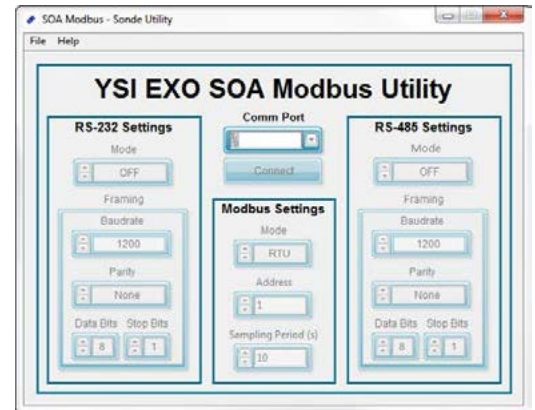 SOA Modbus - Sonde Utility
File Help
YSI EXO SOA Modbus Utility
RS-232 Settings
Mode
OFF
Framing
Baudrate
1200
Parity
None
Data Bits Stop Bits
8 1
Comm Port
Connect
Modbus Settings
Mode
RTU
Address
1
Sampling Period (s)
10
RS-485 Settings
Mode
OFF
Framing
Baudrate
1200
Parity
None
Data Bits Stop Bits
8 1